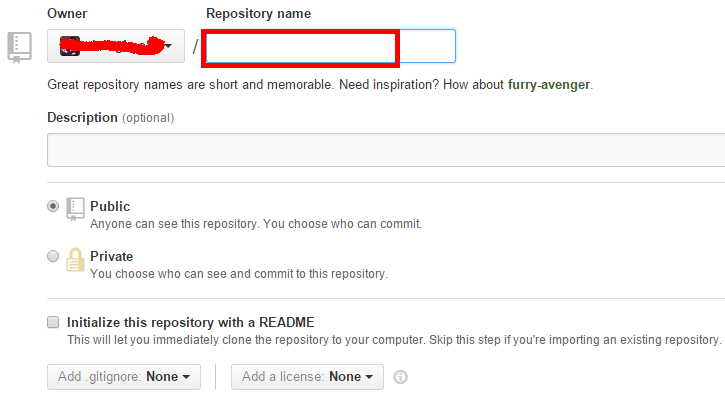 Owner Repository name
/
Great repository names are short and memorable. Need inspiration? How about furry-avenger.
Description (optional)
Public
Anyone can see this repository. You choose who can commit.
Private
You choose who can see and commit to this repository.
Initialize this repository with a README
This will let you immediately clone the repository to your computer. Skip this step if you're importing an existing repository.
Add .gitignore: None Add a license: None